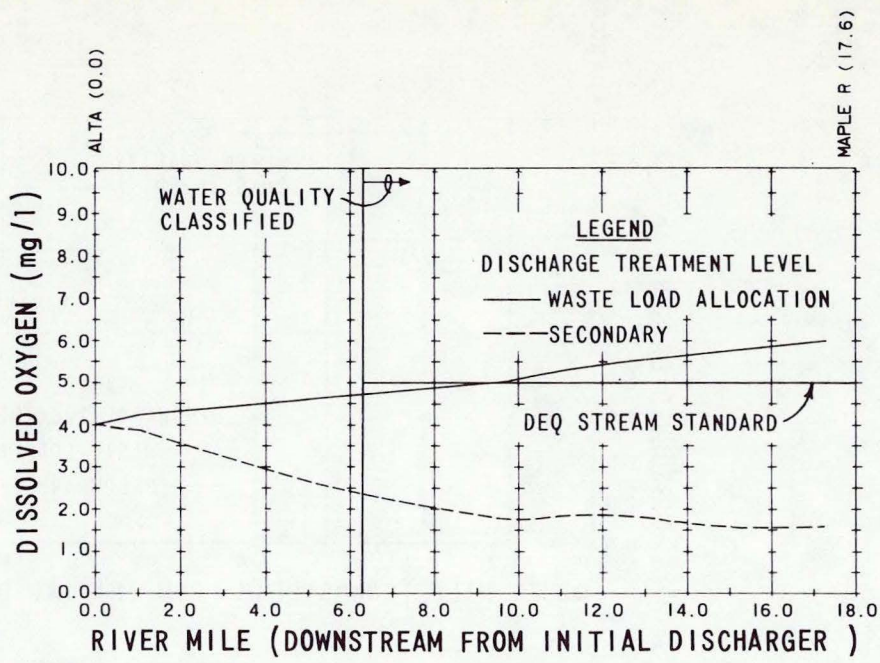 ALTA (0.0)
MAPLE R (17.6)
DISSOLVED OXYGEN (mg/l)
10.0
9.0
8.0
7.0
6.0
5.0
4.0
3.0
2.0
1.0
0.0
WATER QUALITY
CLASSIFIED
LEGEND
DISCHARGE TREATMENT LEVEL
WASTE LOAD ALLOCATION
SECONDARY
DEQ STREAM STANDARD
0.0 2.0 4.0 6.0 8.0 10.0 12.0 14.0 16.0 18.0
RIVER MILE (DOWNSTREAM FROM INITIAL DISCHARGER )